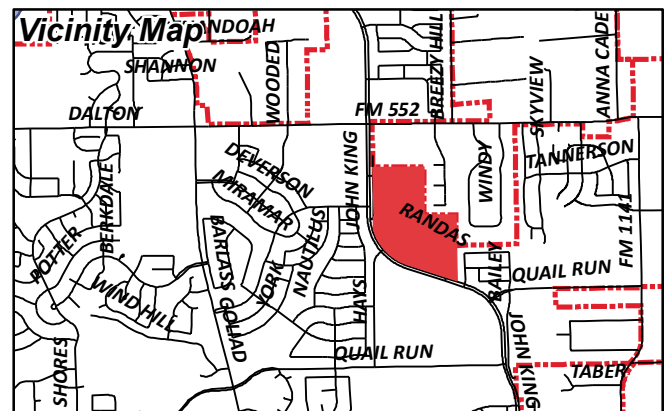 Vicinity Map
ANDOAH
SHANNON
WOODED
BREEZY HILL
SKYVIEW
ANNA CADE
DALTON
FM 552
DEVERSON
MIRAMAR
JOHN KING
WINDY
TANNERSON
BERKDALE
RANDAS
FM 1141
POTTER
BARLASS
GOLIAD
YORK
NAUTILUS
HAYS
BAILEY
QUAIL RUN
WIND HILL
JOHN KING
SHORES
QUAIL RUN
TABER